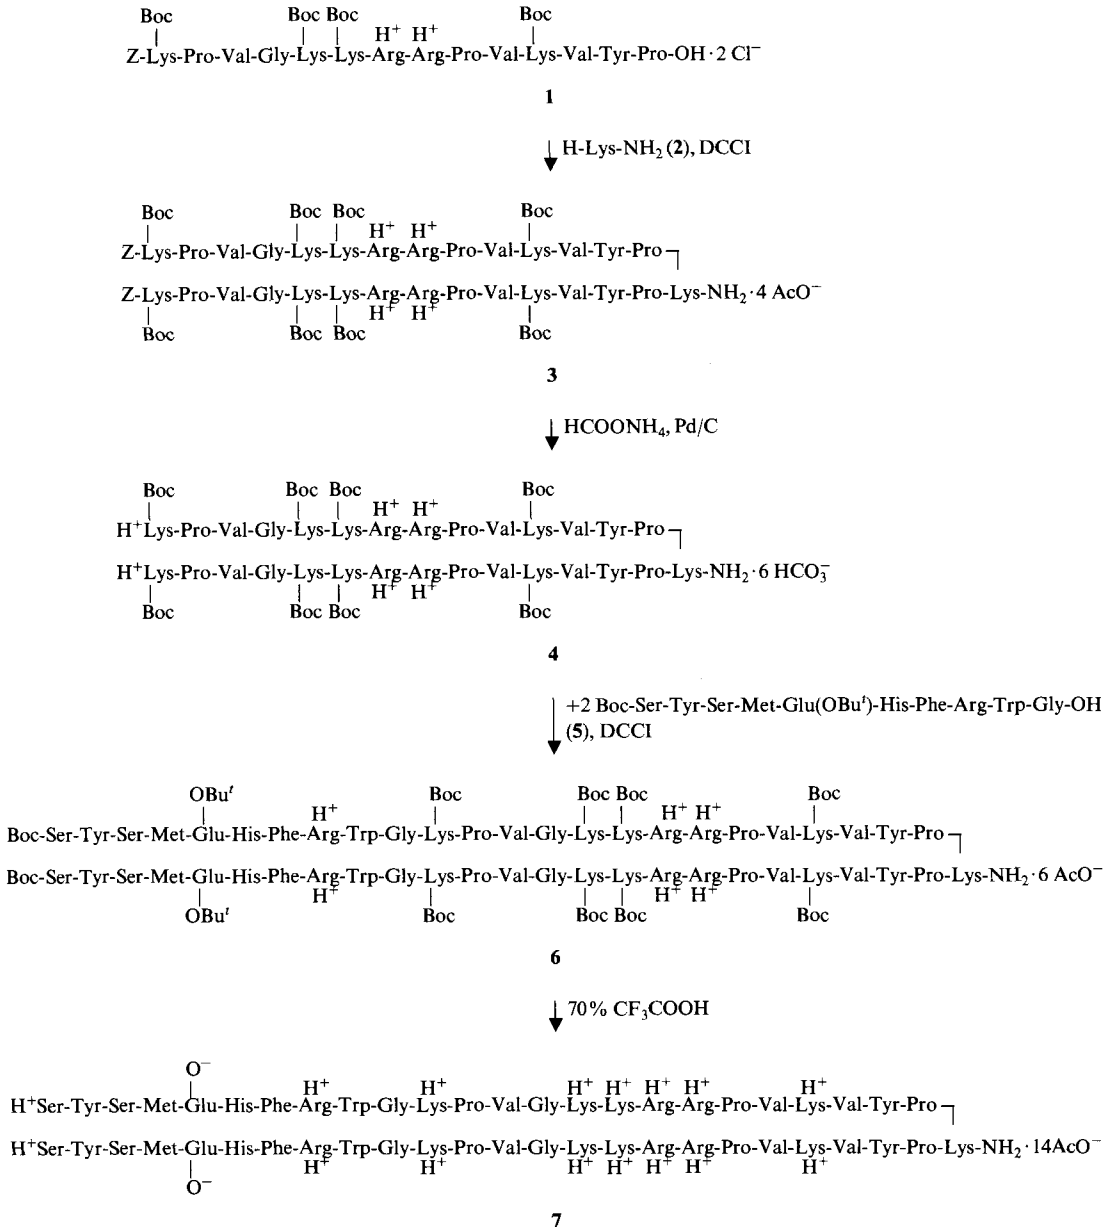 Boc Boc Boc Boc
H⁺ H⁺
Z-Lys-Pro-Val-Gly-Lys-Lys-Arg-Arg-Pro-Val-Lys-Val-Tyr-Pro-OH · 2 Cl⁻
1
H-Lys-NH₂ (2), DCCI
Boc Boc Boc Boc
H⁺ H⁺
Z-Lys-Pro-Val-Gly-Lys-Lys-Arg-Arg-Pro-Val-Lys-Val-Tyr-Pro
Z-Lys-Pro-Val-Gly-Lys-Lys-Arg-Arg-Pro-Val-Lys-Val-Tyr-Pro-Lys-NH₂ · 4 AcO⁻
H⁺ H⁺
Boc Boc Boc Boc
3
HCOONH₄, Pd/C
Boc Boc Boc Boc
H⁺ H⁺
H⁺Lys-Pro-Val-Gly-Lys-Lys-Arg-Arg-Pro-Val-Lys-Val-Tyr-Pro
H⁺Lys-Pro-Val-Gly-Lys-Lys-Arg-Arg-Pro-Val-Lys-Val-Tyr-Pro-Lys-NH₂ · 6 HCO₃⁻
H⁺ H⁺
Boc Boc Boc Boc
4
+2 Boc-Ser-Tyr-Ser-Met-Glu(OBuᵗ)-His-Phe-Arg-Trp-Gly-OH
(5), DCCI
OBuᵗ Boc Boc Boc Boc
H⁺ H⁺ H⁺
Boc-Ser-Tyr-Ser-Met-Glu-His-Phe-Arg-Trp-Gly-Lys-Pro-Val-Gly-Lys-Lys-Arg-Arg-Pro-Val-Lys-Val-Tyr-Pro
Boc-Ser-Tyr-Ser-Met-Glu-His-Phe-Arg-Trp-Gly-Lys-Pro-Val-Gly-Lys-Lys-Arg-Arg-Pro-Val-Lys-Val-Tyr-Pro-Lys-NH₂ · 6 AcO⁻
H⁺ H⁺ H⁺
OBuᵗ Boc Boc Boc Boc
6
70% CF₃COOH
O⁻
H⁺ H⁺ H⁺ H⁺ H⁺ H⁺ H⁺
H⁺Ser-Tyr-Ser-Met-Glu-His-Phe-Arg-Trp-Gly-Lys-Pro-Val-Gly-Lys-Lys-Arg-Arg-Pro-Val-Lys-Val-Tyr-Pro
H⁺Ser-Tyr-Ser-Met-Glu-His-Phe-Arg-Trp-Gly-Lys-Pro-Val-Gly-Lys-Lys-Arg-Arg-Pro-Val-Lys-Val-Tyr-Pro-Lys-NH₂ · 14AcO⁻
H⁺ H⁺ H⁺ H⁺ H⁺ H⁺ H⁺
O⁻
7